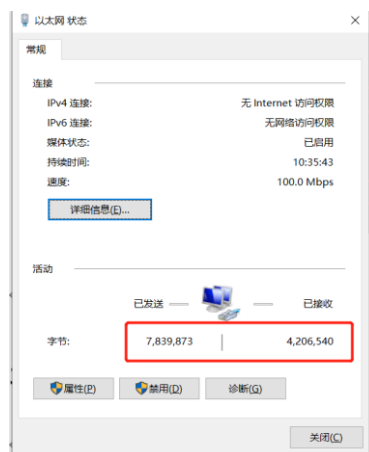 以太网 状态
常规
连接
IPv4 连接: 无 Internet 访问权限
IPv6 连接: 无网络访问权限
媒体状态: 已启用
持续时间: 10:35:43
速度: 100.0 Mbps
详细信息(E)...
活动
已发送 — — 已接收
字节: 7,839,873 | 4,206,540
属性(P) 禁用(D) 诊断(G)
关闭(C)